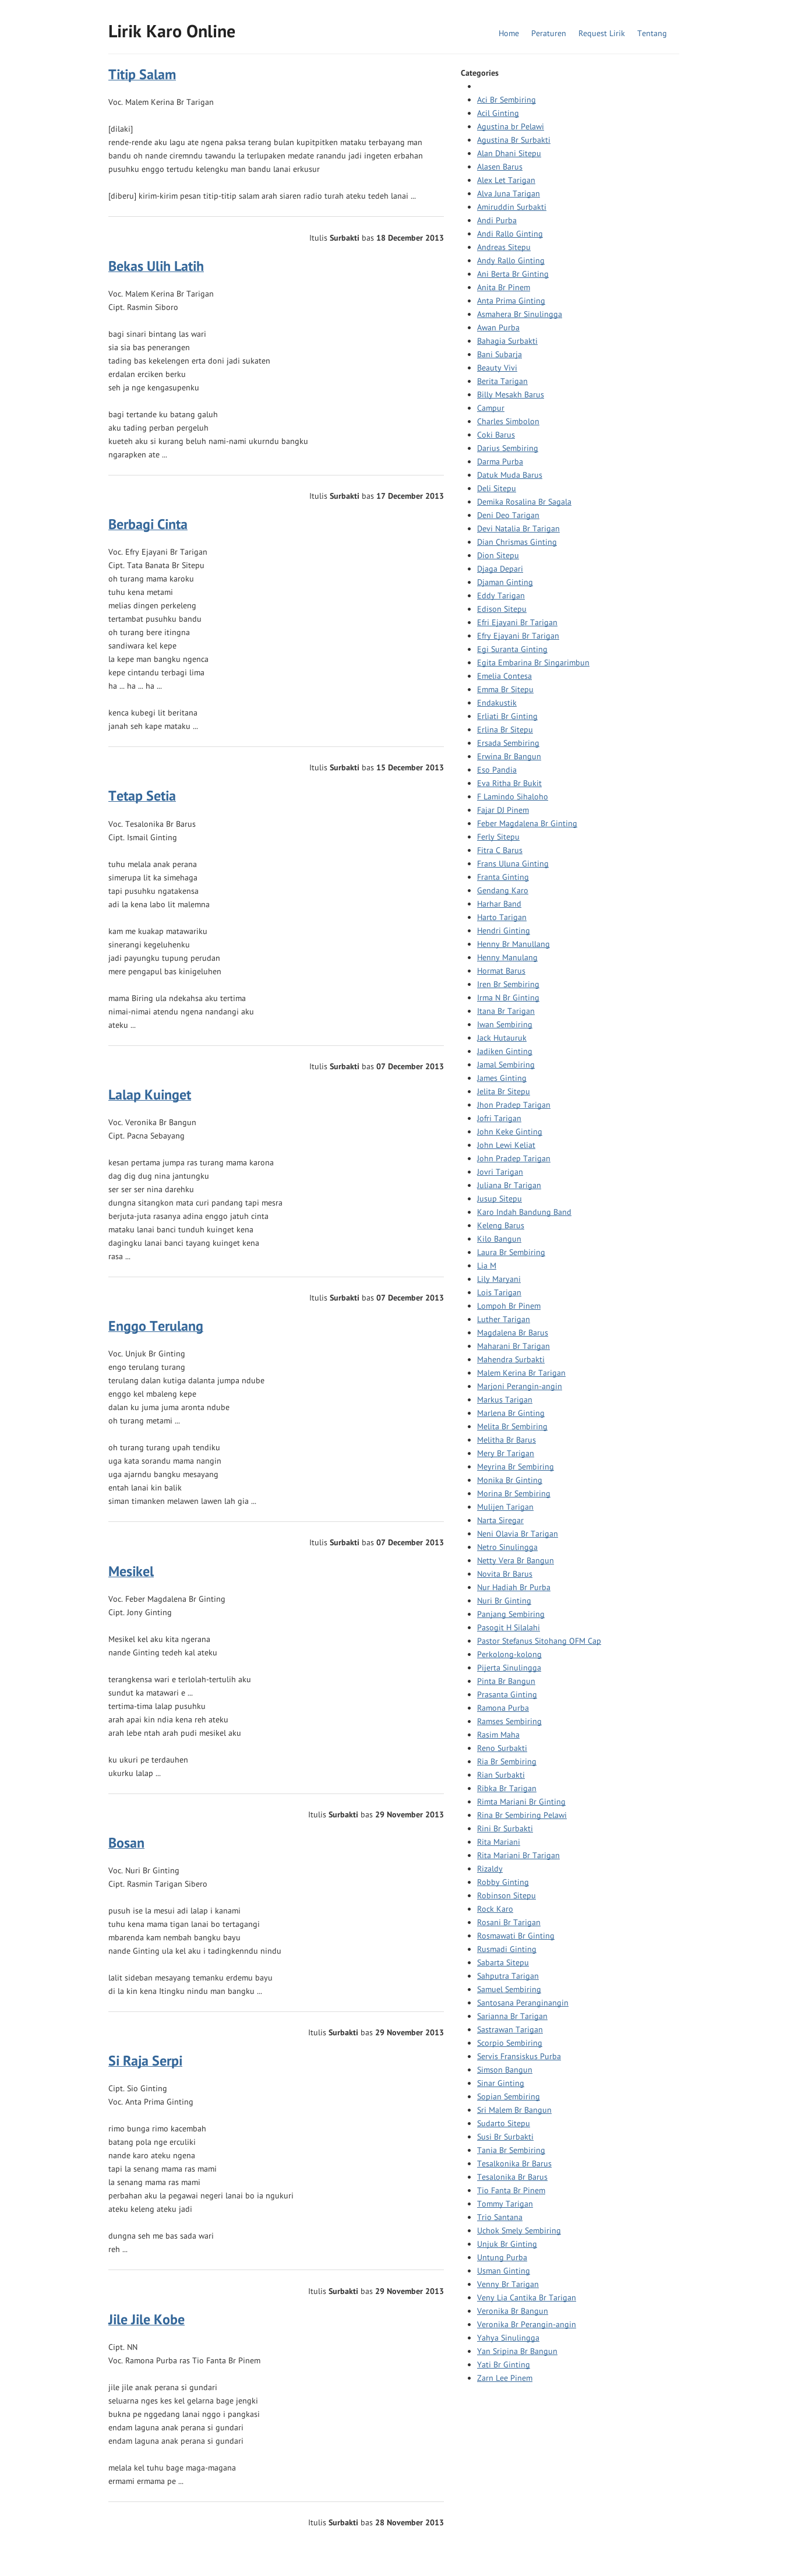 Lirik Karo Online
Home Peraturen Request Lirik Tentang
Titip Salam
Voc. Malem Kerina Br Tarigan
[dilaki]
rende-rende aku lagu ate ngena paksa terang bulan kupitpitken mataku terbayang man
bandu oh nande ciremndu tawandu la terlupaken medate ranandu jadi ingeten erbahan
pusuhku enggo tertudu kelengku man bandu lanai erkusur
[diberu] kirim-kirim pesan titip-titip salam arah siaren radio turah ateku tedeh lanai ...
Itulis Surbakti bas 18 December 2013
Bekas Ulih Latih
Voc. Malem Kerina Br Tarigan
Cipt. Rasmin Siboro
bagi sinari bintang las wari
sia sia bas penerangen
tading bas kekelengen erta doni jadi sukaten
erdalan erciken berku
seh ja nge kengasupenku
bagi tertande ku batang galuh
aku tading perban pergeluh
kueteh aku si kurang beluh nami-nami ukurndu bangku
ngarapken ate ...
Itulis Surbakti bas 17 December 2013
Berbagi Cinta
Voc. Efry Ejayani Br Tarigan
Cipt. Tata Banata Br Sitepu
oh turang mama karoku
tuhu kena metami
melias dingen perkeleng
tertambat pusuhku bandu
oh turang bere itingna
sandiwara kel kepe
la kepe man bangku ngenca
kepe cintandu terbagi lima
ha ... ha ... ha ...
kenca kubegi lit beritana
janah seh kape mataku ...
Itulis Surbakti bas 15 December 2013
Tetap Setia
Voc. Tesalonika Br Barus
Cipt. Ismail Ginting
tuhu melala anak perana
simerupa lit ka simehaga
tapi pusuhku ngatakensa
adi la kena labo lit malemna
kam me kuakap matawariku
sinerangi kegeluhenku
jadi payungku tupung perudan
mere pengapul bas kinigeluhen
mama Biring ula ndekahsa aku tertima
nimai-nimai atendu ngena nandangi aku
ateku ...
Itulis Surbakti bas 07 December 2013
Lalap Kuinget
Voc. Veronika Br Bangun
Cipt. Pacna Sebayang
kesan pertama jumpa ras turang mama karona
dag dig dug nina jantungku
ser ser ser nina darehku
dungna sitangkon mata curi pandang tapi mesra
berjuta-juta rasanya adina enggo jatuh cinta
mataku lanai banci tunduh kuinget kena
dagingku lanai banci tayang kuinget kena
rasa ...
Itulis Surbakti bas 07 December 2013
Enggo Terulang
Voc. Unjuk Br Ginting
engo terulang turang
terulang dalan kutiga dalanta jumpa ndube
enggo kel mbaleng kepe
dalan ku juma juma aronta ndube
oh turang metami ...
oh turang turang upah tendiku
uga kata sorandu mama nangin
uga ajarndu bangku mesayang
entah lanai kin balik
siman timanken melawen lawen lah gia ...
Itulis Surbakti bas 07 December 2013
Mesikel
Voc. Feber Magdalena Br Ginting
Cipt. Jony Ginting
Mesikel kel aku kita ngerana
nande Ginting tedeh kal ateku
terangkensa wari e terlolah-tertulih aku
sundut ka matawari e ...
tertima-tima lalap pusuhku
arah apai kin ndia kena reh ateku
arah lebe ntah arah pudi mesikel aku
ku ukuri pe terdauhen
ukurku lalap ...
Itulis Surbakti bas 29 November 2013
Bosan
Voc. Nuri Br Ginting
Cipt. Rasmin Tarigan Sibero
pusuh ise la mesui adi lalap i kanami
tuhu kena mama tigan lanai bo tertagangi
mbarenda kam nembah bangku bayu
nande Ginting ula kel aku i tadingkenndu nindu
lalit sideban mesayang temanku erdemu bayu
di la kin kena Itingku nindu man bangku ...
Itulis Surbakti bas 29 November 2013
Si Raja Serpi
Cipt. Sio Ginting
Voc. Anta Prima Ginting
rimo bunga rimo kacembah
batang pola nge erculiki
nande karo ateku ngena
tapi la senang mama ras mami
la senang mama ras mami
perbahan aku la pegawai negeri lanai bo ia ngukuri
ateku keleng ateku jadi
dungna seh me bas sada wari
reh ...
Itulis Surbakti bas 29 November 2013
Jile Jile Kobe
Cipt. NN
Voc. Ramona Purba ras Tio Fanta Br Pinem
jile jile anak perana si gundari
seluarna nges kes kel gelarna bage jengki
bukna pe nggedang lanai nggo i pangkasi
endam laguna anak perana si gundari
endam laguna anak perana si gundari
melala kel tuhu bage maga-magana
ermami ermama pe ...
Itulis Surbakti bas 28 November 2013
Categories
Aci Br Sembiring
Acil Ginting
Agustina br Pelawi
Agustina Br Surbakti
Alan Dhani Sitepu
Alasen Barus
Alex Let Tarigan
Alva Juna Tarigan
Amiruddin Surbakti
Andi Purba
Andi Rallo Ginting
Andreas Sitepu
Andy Rallo Ginting
Ani Berta Br Ginting
Anita Br Pinem
Anta Prima Ginting
Asmahera Br Sinulingga
Awan Purba
Bahagia Surbakti
Bani Subarja
Beauty Vivi
Berita Tarigan
Billy Mesakh Barus
Campur
Charles Simbolon
Coki Barus
Darius Sembiring
Darma Purba
Datuk Muda Barus
Deli Sitepu
Demika Rosalina Br Sagala
Deni Deo Tarigan
Devi Natalia Br Tarigan
Dian Chrismas Ginting
Dion Sitepu
Djaga Depari
Djaman Ginting
Eddy Tarigan
Edison Sitepu
Efri Ejayani Br Tarigan
Efry Ejayani Br Tarigan
Egi Suranta Ginting
Egita Embarina Br Singarimbun
Emelia Contesa
Emma Br Sitepu
Endakustik
Erliati Br Ginting
Erlina Br Sitepu
Ersada Sembiring
Erwina Br Bangun
Eso Pandia
Eva Ritha Br Bukit
F Lamindo Sihaloho
Fajar DJ Pinem
Feber Magdalena Br Ginting
Ferly Sitepu
Fitra C Barus
Frans Uluna Ginting
Franta Ginting
Gendang Karo
Harhar Band
Harto Tarigan
Hendri Ginting
Henny Br Manullang
Henny Manulang
Hormat Barus
Iren Br Sembiring
Irma N Br Ginting
Itana Br Tarigan
Iwan Sembiring
Jack Hutauruk
Jadiken Ginting
Jamal Sembiring
James Ginting
Jelita Br Sitepu
Jhon Pradep Tarigan
Jofri Tarigan
John Keke Ginting
John Lewi Keliat
John Pradep Tarigan
Jovri Tarigan
Juliana Br Tarigan
Jusup Sitepu
Karo Indah Bandung Band
Keleng Barus
Kilo Bangun
Laura Br Sembiring
Lia M
Lily Maryani
Lois Tarigan
Lompoh Br Pinem
Luther Tarigan
Magdalena Br Barus
Maharani Br Tarigan
Mahendra Surbakti
Malem Kerina Br Tarigan
Marjoni Perangin-angin
Markus Tarigan
Marlena Br Ginting
Melita Br Sembiring
Melitha Br Barus
Mery Br Tarigan
Meyrina Br Sembiring
Monika Br Ginting
Morina Br Sembiring
Mulijen Tarigan
Narta Siregar
Neni Olavia Br Tarigan
Netro Sinulingga
Netty Vera Br Bangun
Novita Br Barus
Nur Hadiah Br Purba
Nuri Br Ginting
Panjang Sembiring
Pasogit H Silalahi
Pastor Stefanus Sitohang OFM Cap
Perkolong-kolong
Pijerta Sinulingga
Pinta Br Bangun
Prasanta Ginting
Ramona Purba
Ramses Sembiring
Rasim Maha
Reno Surbakti
Ria Br Sembiring
Rian Surbakti
Ribka Br Tarigan
Rimta Mariani Br Ginting
Rina Br Sembiring Pelawi
Rini Br Surbakti
Rita Mariani
Rita Mariani Br Tarigan
Rizaldy
Robby Ginting
Robinson Sitepu
Rock Karo
Rosani Br Tarigan
Rosmawati Br Ginting
Rusmadi Ginting
Sabarta Sitepu
Sahputra Tarigan
Samuel Sembiring
Santosana Peranginangin
Sarianna Br Tarigan
Sastrawan Tarigan
Scorpio Sembiring
Servis Fransiskus Purba
Simson Bangun
Sinar Ginting
Sopian Sembiring
Sri Malem Br Bangun
Sudarto Sitepu
Susi Br Surbakti
Tania Br Sembiring
Tesalkonika Br Barus
Tesalonika Br Barus
Tio Fanta Br Pinem
Tommy Tarigan
Trio Santana
Uchok Smely Sembiring
Unjuk Br Ginting
Untung Purba
Usman Ginting
Venny Br Tarigan
Veny Lia Cantika Br Tarigan
Veronika Br Bangun
Veronika Br Perangin-angin
Yahya Sinulingga
Yan Sripina Br Bangun
Yati Br Ginting
Zarn Lee Pinem